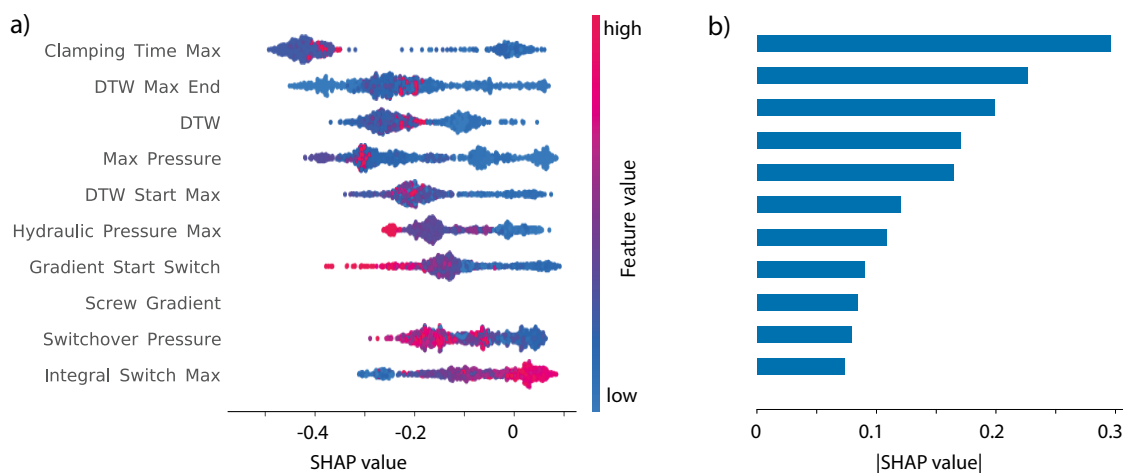 a)
Clamping Time Max
DTW Max End
DTW
Max Pressure
DTW Start Max
Hydraulic Pressure Max
Gradient Start Switch
Screw Gradient
Switchover Pressure
Integral Switch Max
-0.4 -0.2 0
SHAP value
high
Feature value
low
b)
0 0.1 0.2 0.3
|SHAP value|